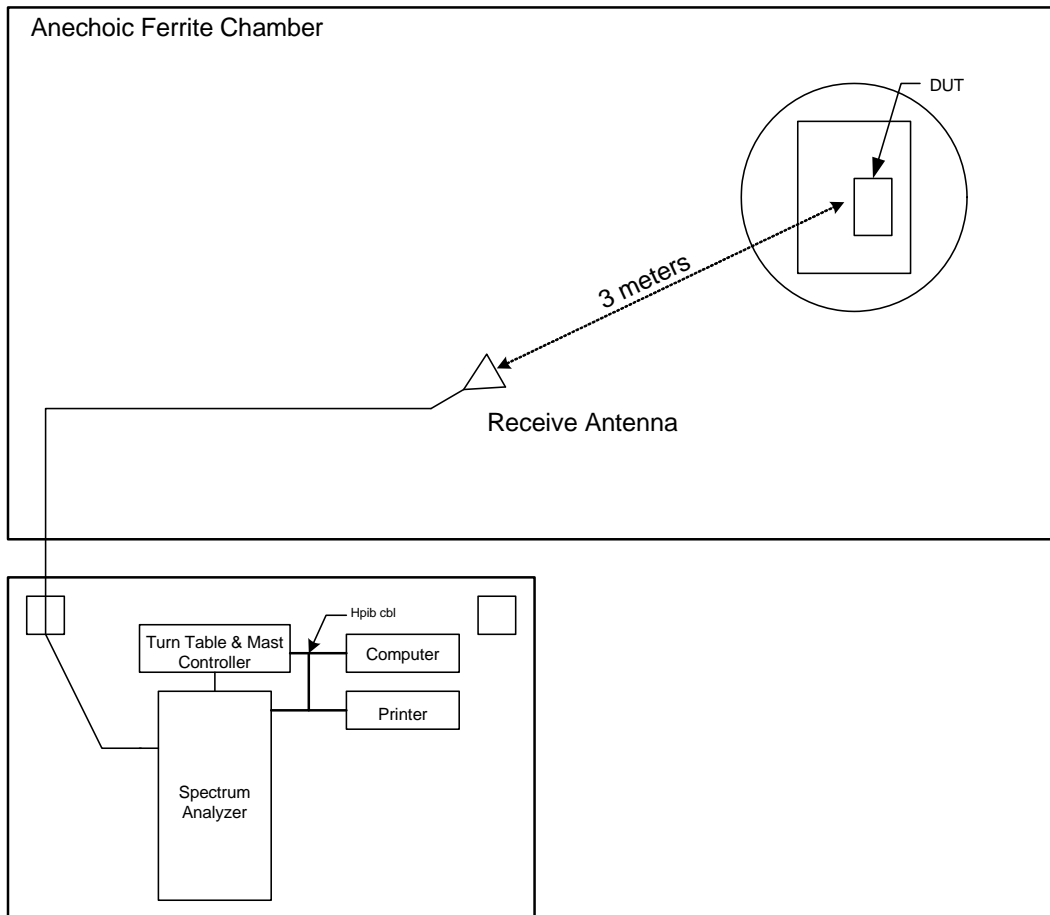 Anechoic Ferrite Chamber
DUT
3 meters
Receive Antenna
Hpib cbl
Turn Table & Mast
Controller
Computer
Printer
Spectrum
Analyzer